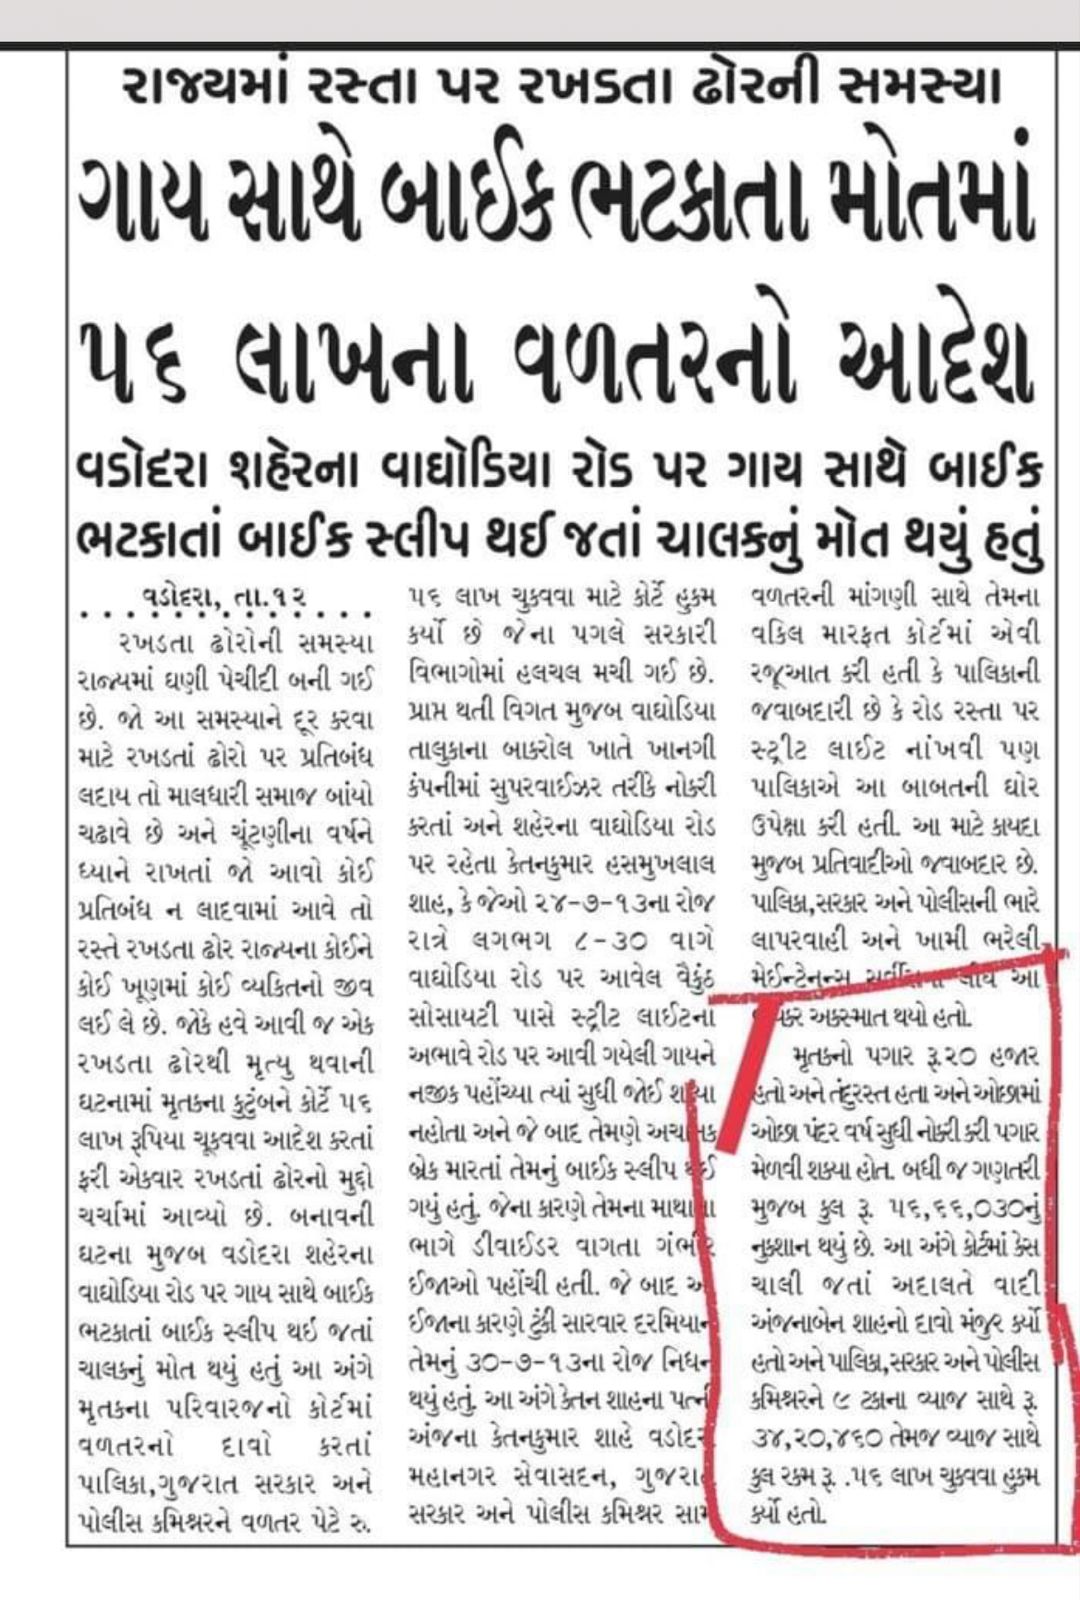 રાજ્યમાં રસ્તા પર રખડતા ઢોરની સમસ્યા
ગાય સાથે બાઈક ભટકાતા મોતમાં
૫૬ લાખના વળતરનો આદેશ
વડોદરા શહેરના વાઘોડિયા રોડ પર ગાય સાથે બાઈક
ભટકાતાં બાઈક સ્લીપ થઈ જતાં ચાલકનું મોત થયું હતું
વડોદરા, તા.૧૨
રખડતા ઢોરોની સમસ્યા
રાજ્યમાં ઘણી પેચીદી બની ગઈ
છે. જો આ સમસ્યાને દૂર કરવા
માટે રખડતાં ઢોરો પર પ્રતિબંધ
લદાય તો માલધારી સમાજ બાંયો
ચઢાવે છે અને ચૂંટણીના વર્ષને
ધ્યાને રાખતાં જો આવો કોઈ
પ્રતિબંધ ન લાદવામાં આવે તો
રસ્તે રખડતા ઢોર રાજ્યના કોઈને
કોઈ ખૂણમાં કોઈ વ્યકિતનો જીવ
લઈ લે છે. જોકે હવે આવી જ એક
રખડતા ઢોરથી મૃત્યુ થવાની
ઘટનામાં મૃતકના કુટુંબને કોર્ટે ૫૬
લાખ રૂપિયા ચૂકવવા આદેશ કરતાં
ફરી એકવાર રખડતાં ઢોરનો મુદ્દો
ચર્ચામાં આવ્યો છે. બનાવની
ઘટના મુજબ વડોદરા શહેરના
વાઘોડિયા રોડ પર ગાય સાથે બાઈક
ભટકાતાં બાઈક સ્લીપ થઇ જતાં
ચાલકનું મોત થયું હતું આ અંગે
મૃતકના પરિવારજનો કોર્ટમાં
વળતરનો દાવો કરતાં
પાલિકા,ગુજરાત સરકાર અને
પોલીસ કમિશ્નરને વળતર પેટે રુ.
૫૬ લાખ ચુકવવા માટે કોર્ટે હુકમ
કર્યો છે જેના પગલે સરકારી
વિભાગોમાં હલચલ મચી ગઈ છે.
પ્રાપ્ત થતી વિગત મુજબ વાઘોડિયા
તાલુકાના બાકરોલ ખાતે ખાનગી
કંપનીમાં સુપરવાઈઝર તરીકે નોકરી
કરતાં અને શહેરના વાઘોડિયા રોડ
પર રહેતા કેતનકુમાર હસમુખલાલ
શાહ, કે જેઓ ૨૪-૭-૧૩ના રોજ
રાત્રે લગભગ ૮-૩૦ વાગે
વાઘોડિયા રોડ પર આવેલ વૈકુંઠ
સોસાયટી પાસે સ્ટ્રીટ લાઈટના
અભાવે રોડ પર આવી ગયેલી ગાયને
નજીક પહોંચ્યા ત્યાં સુધી જોઈ શક્યા
નહોતા અને જે બાદ તેમણે અચાનક
બ્રેક મારતાં તેમનું બાઈક સ્લીપ થઈ
ગયું હતું. જેના કારણે તેમના માથાના
ભાગે ડીવાઈડર વાગતા ગંભીર
ઈજાઓ પહોંચી હતી. જે બાદ આ
ઈજાના કારણે ટુંકી સારવાર દરમિયાન
તેમનું ૩૦-૭-૧૩ના રોજ નિધન
થયું હતું. આ અંગે કેતન શાહના પત્ની
અંજના કેતનકુમાર શાહે વડોદરા
મહાનગર સેવાસદન, ગુજરાત
સરકાર અને પોલીસ કમિશ્નર સામે
વળતરની માંગણી સાથે તેમના
વકિલ મારફત કોર્ટમાં એવી
રજૂઆત કરી હતી કે પાલિકાની
જવાબદારી છે કે રોડ રસ્તા પર
સ્ટ્રીટ લાઈટ નાંખવી પણ
પાલિકાએ આ બાબતની ઘોર
ઉપેક્ષા કરી હતી. આ માટે કાયદા
મુજબ પ્રતિવાદીઓ જવાબદાર છે.
પાલિકા,સરકાર અને પોલીસની ભારે
લાપરવાહી અને ખામી ભરેલી
મેઈન્ટેનન્સ સર્વીસના લીધે આ
અકસ્માત થયો હતો.
મૃતકનો પગાર રૂ.૨૦ હજાર
હતો અને તંદુરસ્ત હતા અને ઓછામાં
ઓછા પંદર વર્ષ સુધી નોકરી કરી પગાર
મેળવી શક્યા હોત. બધી જ ગણતરી
મુજબ કુલ રૂ. ૫૬,૬૬,૦૩૦નું
નુકશાન થયું છે. આ અંગે કોર્ટમાં કેસ
ચાલી જતાં અદાલતે વાદી
અંજનાબેન શાહનો દાવો મંજુર કર્યો
હતો અને પાલિકા,સરકાર અને પોલીસ
કમિશ્નરને ૯ ટકાના વ્યાજ સાથે રૂ.
૩૪,૨૦,૪૬૦ તેમજ વ્યાજ સાથે
કુલ રકમ રૂ .૫૬ લાખ ચુકવવા હુકમ
કર્યો હતો.